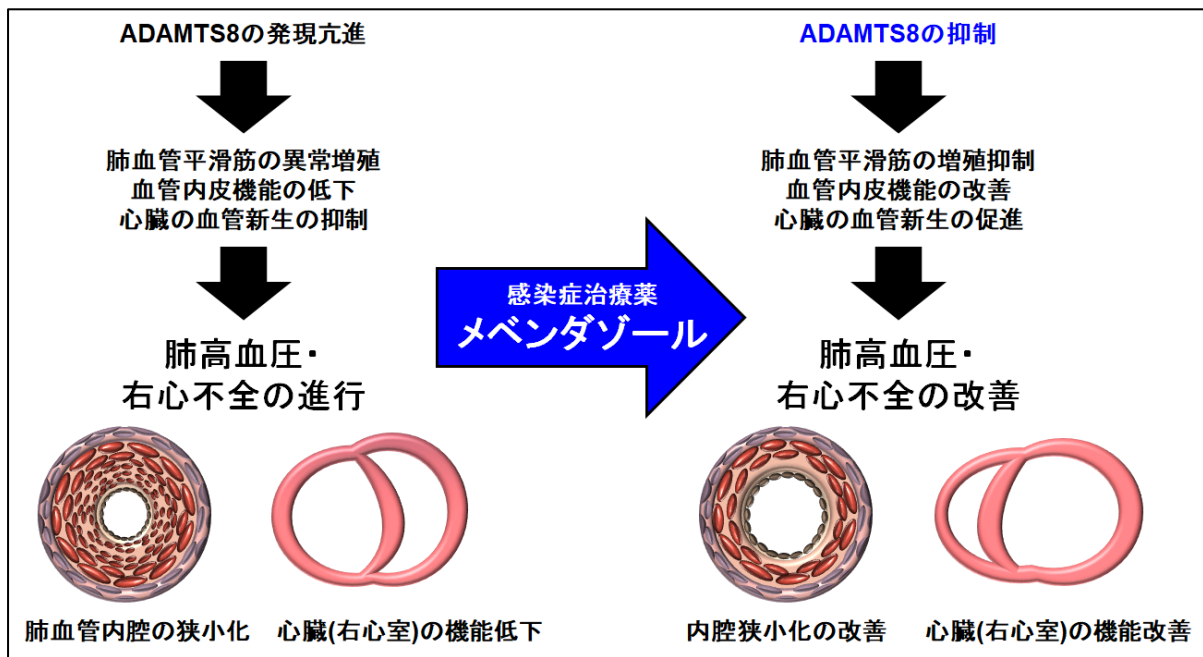 ADAMTS8の発現亢進
肺血管平滑筋の異常増殖
血管内皮機能の低下
心臓の血管新生の抑制
肺高血圧・
右心不全の進行
肺血管内腔の狭小化
心臓(右心室)の機能低下
感染症治療薬
メベンダゾール
ADAMTS8の抑制
肺血管平滑筋の増殖抑制
血管内皮機能の改善
心臓の血管新生の促進
肺高血圧・
右心不全の改善
内腔狭小化の改善
心臓(右心室)の機能改善